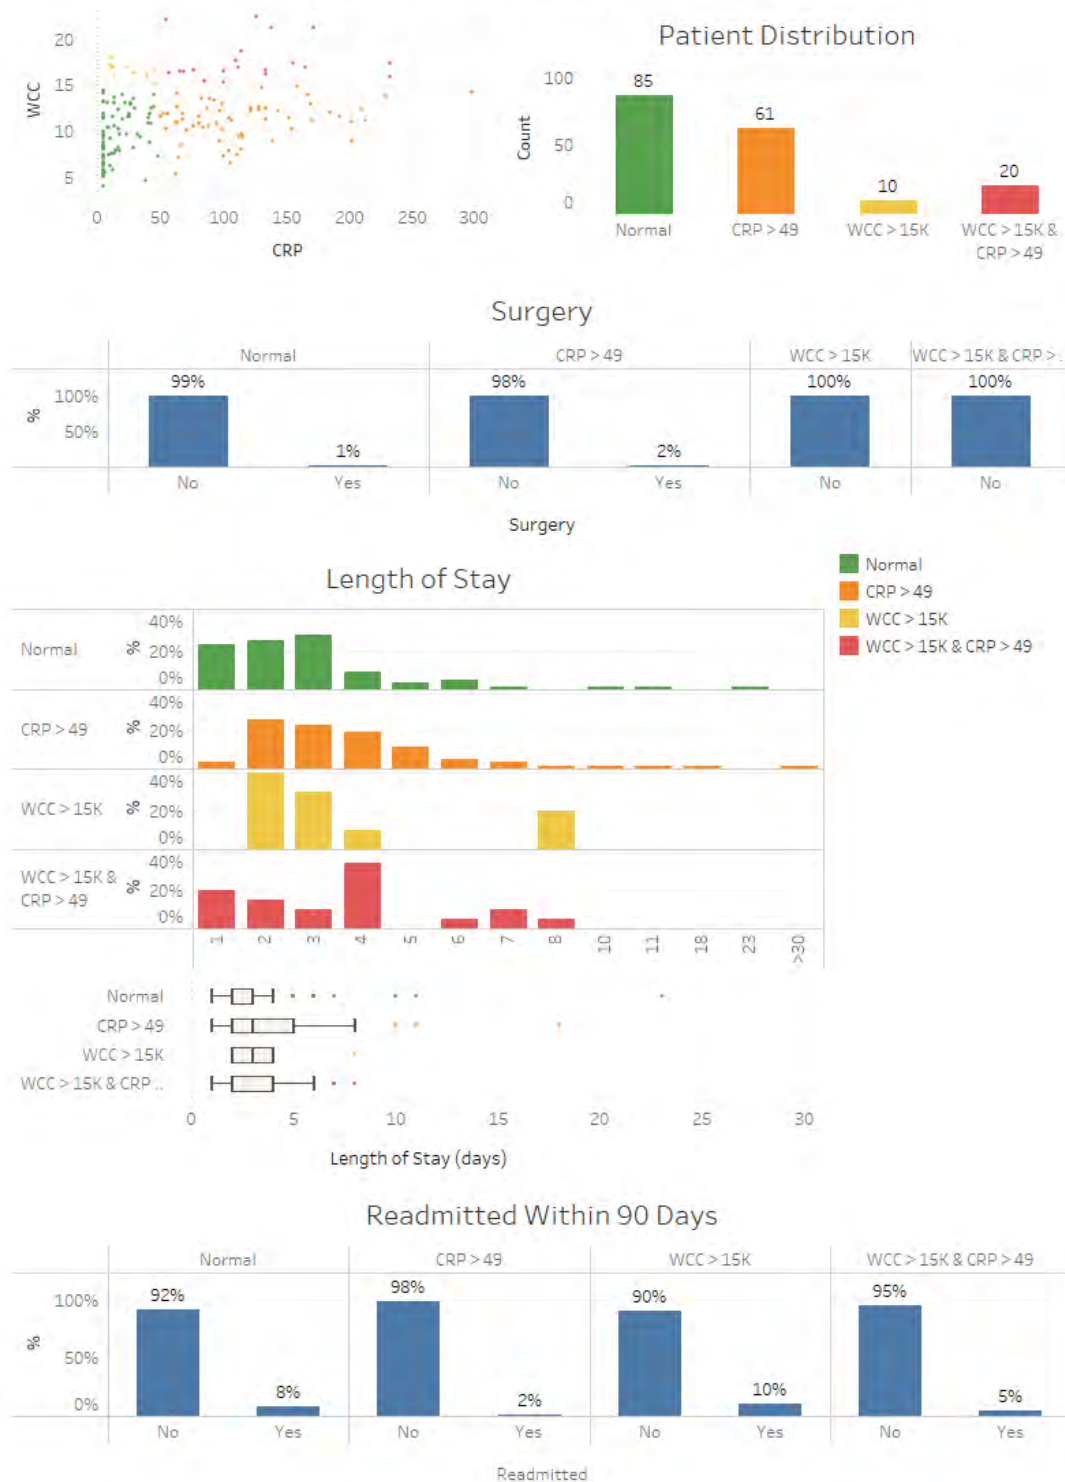 Patient Distribution
20
15
10
5
WCC
0 50 100 150 200 250 300
CRP
100
50
0
Count
85
61
10
20
Normal
CRP > 49
WCC > 15K
WCC > 15K &
CRP > 49
Surgery
Normal
CRP > 49
WCC > 15K
WCC > 15K & CRP > ..
%
100%
50%
99%
1%
98%
2%
100%
100%
No Yes No Yes No No
Surgery
Length of Stay
Normal
CRP > 49
WCC > 15K
WCC > 15K & CRP > 49
Normal
%
40%
20%
0%
CRP > 49
%
40%
20%
0%
WCC > 15K
%
40%
20%
0%
WCC > 15K &
CRP > 49
%
40%
20%
0%
1 2 3 4 5 6 7 8 10 11 18 23 >30
Normal
CRP > 49
WCC > 15K
WCC > 15K & CRP ..
0 5 10 15 20 25 30
Length of Stay (days)
Readmitted Within 90 Days
Normal
CRP > 49
WCC > 15K
WCC > 15K & CRP > 49
%
100%
50%
0%
92%
8%
98%
2%
90%
10%
95%
5%
No Yes No Yes No Yes No Yes
Readmitted